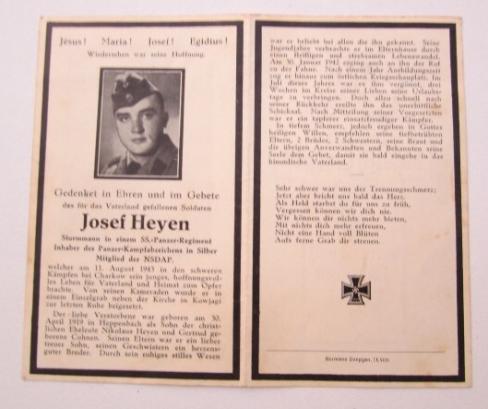 Jesus! Maria! Josef! Egidius!
Wiedersehen war seine Hoffnung.
Gedenket in Ehren und im Gebete
des für das Vaterland gefallenen Soldaten
Josef Heyen
Sturmmann in einem SS.-Panzer-Regiment
Inhaber des Panzer-Kampfabzeichens in Silber
Mitglied der NSDAP.
welcher am 11. August 1943 in den schweren
Kämpfen bei Charkow sein junges, hoffnungsvol-
les Leben für Vaterland und Heimat zum Opfer
brachte. Von seinen Kameraden wurde er in
einem Einzelgrab neben der Kirche in Kowjagi
zur letzten Ruhe beigesetzt.
Der liebe Verstorbene war geboren am 30.
April 1919 in Heppenbach als Sohn der christ-
lichen Eheleute Nikolaus Heyen und Gertrud ge-
borene Cohnen. Seinen Eltern war er ein lieber
treuer Sohn, seinen Geschwistern ein herzens-
guter Bruder. Durch sein ruhiges stilles Wesen
war er beliebt bei allen die ihn gekannt. Seine
Jugendjahre verbrachte er im Elternhause durch
einen fleißigen und strebsamen Lebenswandel.
Am 30. Januar 1942 erging auch an ihn der Ruf
zu der Fahne. Nach einem Jahr Ausbildungszeit
zog er hinaus zum östlichen Kriegsschauplatz. Im
Juli dieses Jahres war es ihm vergönnt, drei
Wochen im Kreise seiner Lieben seine Urlaubs-
tage zu verbringen. Doch allzu schnell nach
seiner Rückkehr ereilte ihn das unerbittliche
Schicksal. Nach Mitteilung seiner Vorgesetzten
war er ein tapferer einsatzfreudiger Kämpfer.
In tiefem Schmerz, jedoch ergeben in Gottes
heiligen Willen, empfehlen seine tiefbetrübten
Eltern, 2 Brüder, 2 Schwestern, seine Braut und
die übrigen Anverwandten und Bekannten seine
Seele dem Gebet, damit sie bald eingehe in das
himmlische Vaterland.
Sehr schwer war uns der Trennungsschmerz;
Jetzt aber bricht uns bald das Herz.
Als Held starbst du für uns zu früh,
Vergessen können wir dich nie.
Wir können dir nichts mehr bieten,
Mit nichts dich mehr erfreuen,
Nicht eine Hand voll Blüten
Aufs ferne Grab dir streuen.